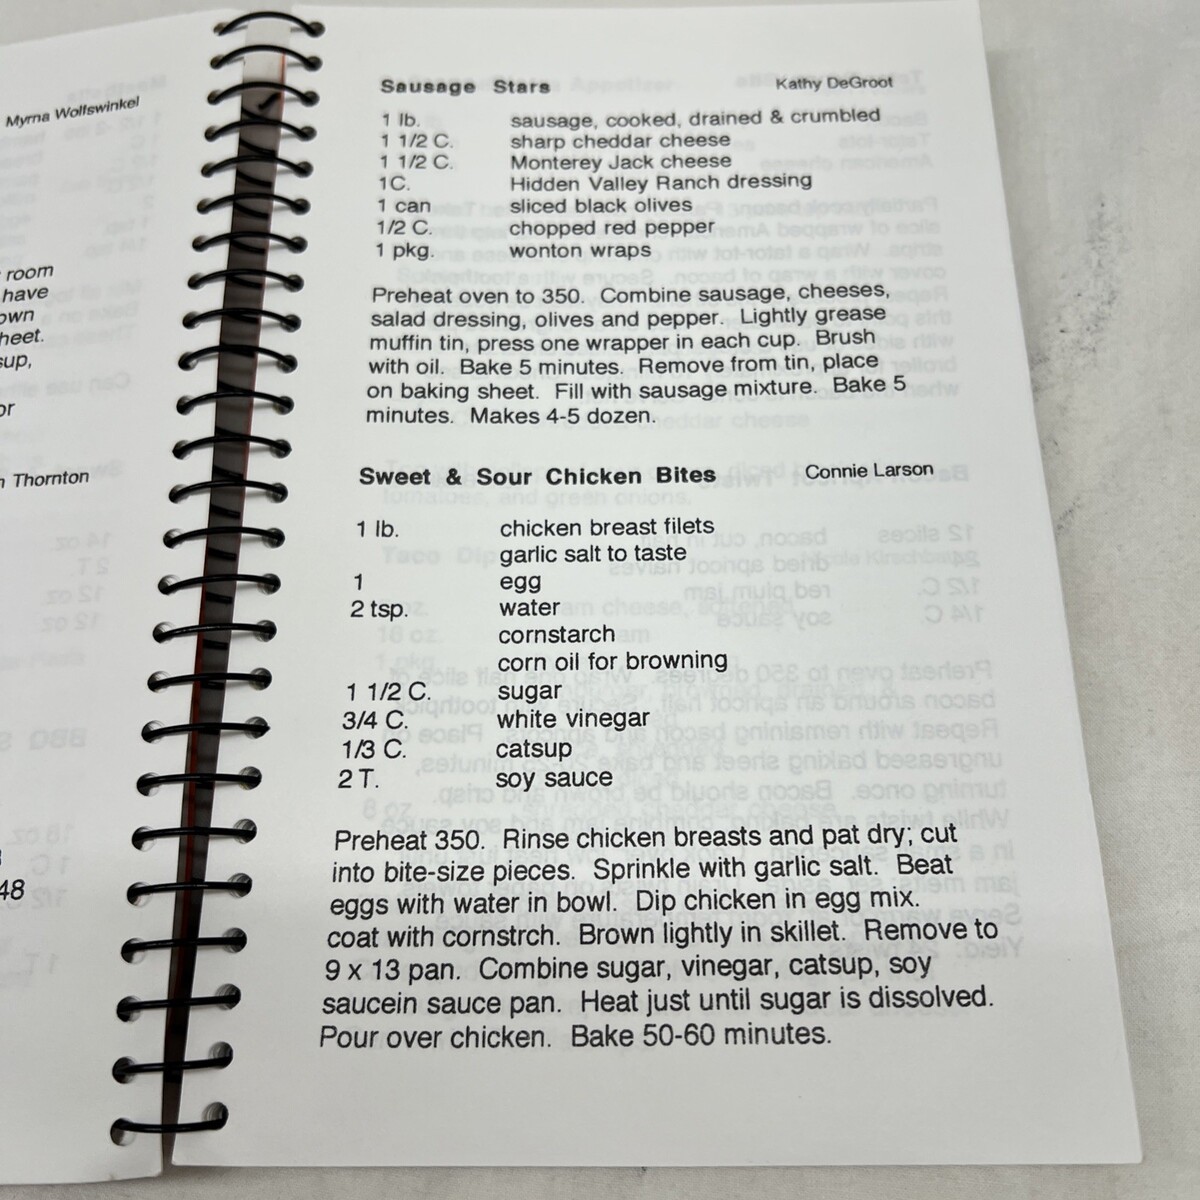 Myrna Wolfswinkel
room
have
own
heet.
sup,
or
Thornton
48
Sausage Stars Kathy DeGroot
1 lb. sausage, cooked, drained & crumbled
1 1/2 C. sharp cheddar cheese
1 1/2 C. Monterey Jack cheese
1C. Hidden Valley Ranch dressing
1 can sliced black olives
1/2 C. chopped red pepper
1 pkg. wonton wraps
Preheat oven to 350. Combine sausage, cheeses,
salad dressing, olives and pepper. Lightly grease
muffin tin, press one wrapper in each cup. Brush
with oil. Bake 5 minutes. Remove from tin, place
on baking sheet. Fill with sausage mixture. Bake 5
minutes. Makes 4-5 dozen.
Sweet & Sour Chicken Bites Connie Larson
1 lb. chicken breast filets
garlic salt to taste
1 egg
2 tsp. water
cornstarch
corn oil for browning
1 1/2 C. sugar
3/4 C. white vinegar
1/3 C. catsup
2 T. soy sauce
Preheat 350. Rinse chicken breasts and pat dry; cut
into bite-size pieces. Sprinkle with garlic salt. Beat
eggs with water in bowl. Dip chicken in egg mix.
coat with cornstrch. Brown lightly in skillet. Remove to
9 x 13 pan. Combine sugar, vinegar, catsup, soy
saucein sauce pan. Heat just until sugar is dissolved.
Pour over chicken. Bake 50-60 minutes.